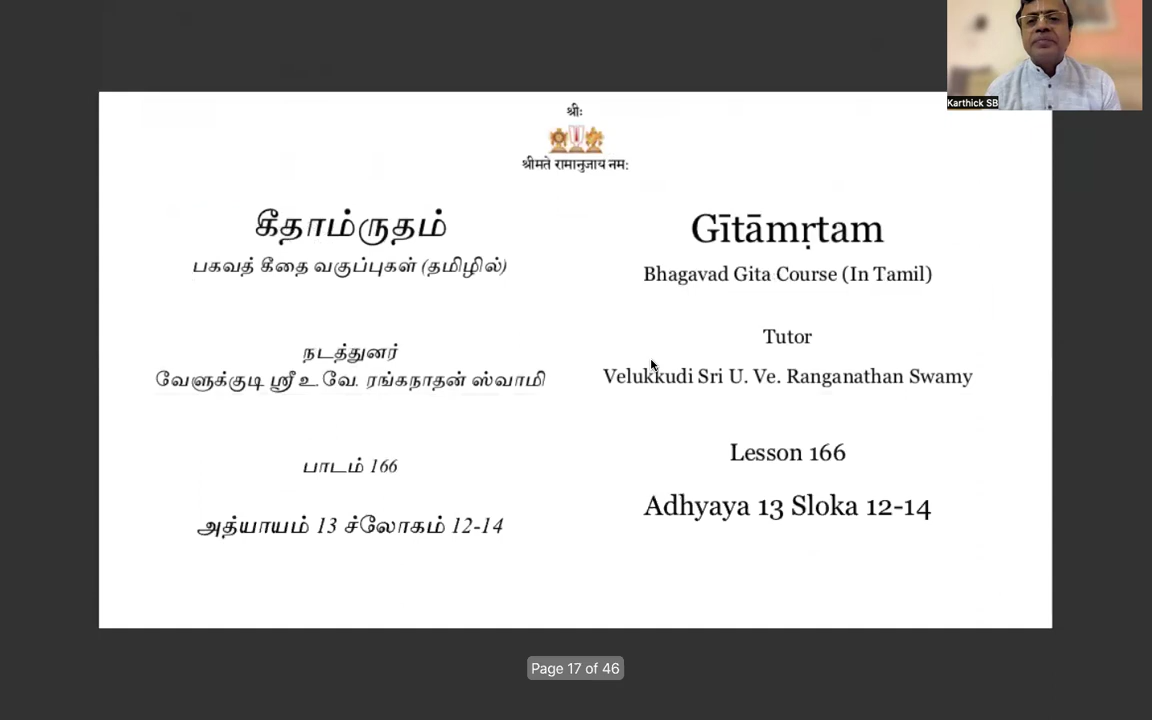 Karthick SB
श्रीः
श्रीमते रामानुजाय नमः
கீதாம்ருதம்
பகவத் கீதை வகுப்புகள் (தமிழில்)
நடத்துனர்
வேளுக்குடி ஸ்ரீ உ. வே. ரங்கநாதன் ஸ்வாமி
பாடம் 166
அத்யாயம் 13 ச்லோகம் 12-14
Gītāmṛtam
Bhagavad Gita Course (In Tamil)
Tutor
Velukkudi Sri U. Ve. Ranganathan Swamy
Lesson 166
Adhyaya 13 Sloka 12-14
Page 17 of 46